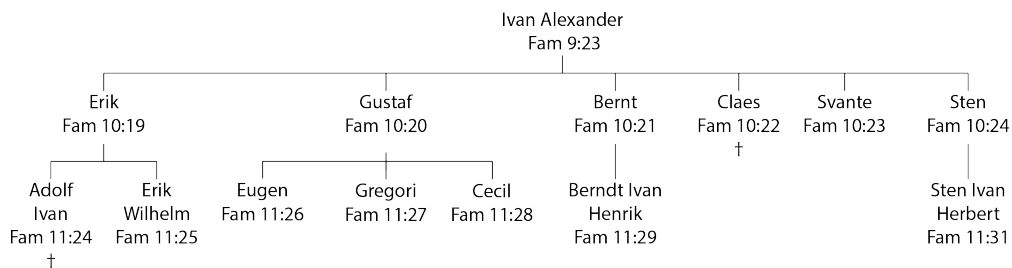 Ivan Alexander
Fam 9:23
Erik
Fam 10:19
Gustaf
Fam 10:20
Bernt
Fam 10:21
Claes
Fam 10:22
†
Svante
Fam 10:23
Sten
Fam 10:24
Adolf
Ivan
Fam 11:24
†
Erik
Wilhelm
Fam 11:25
Eugen
Fam 11:26
Gregori
Fam 11:27
Cecil
Fam 11:28
Berndt Ivan
Henrik
Fam 11:29
Sten Ivan
Herbert
Fam 11:31